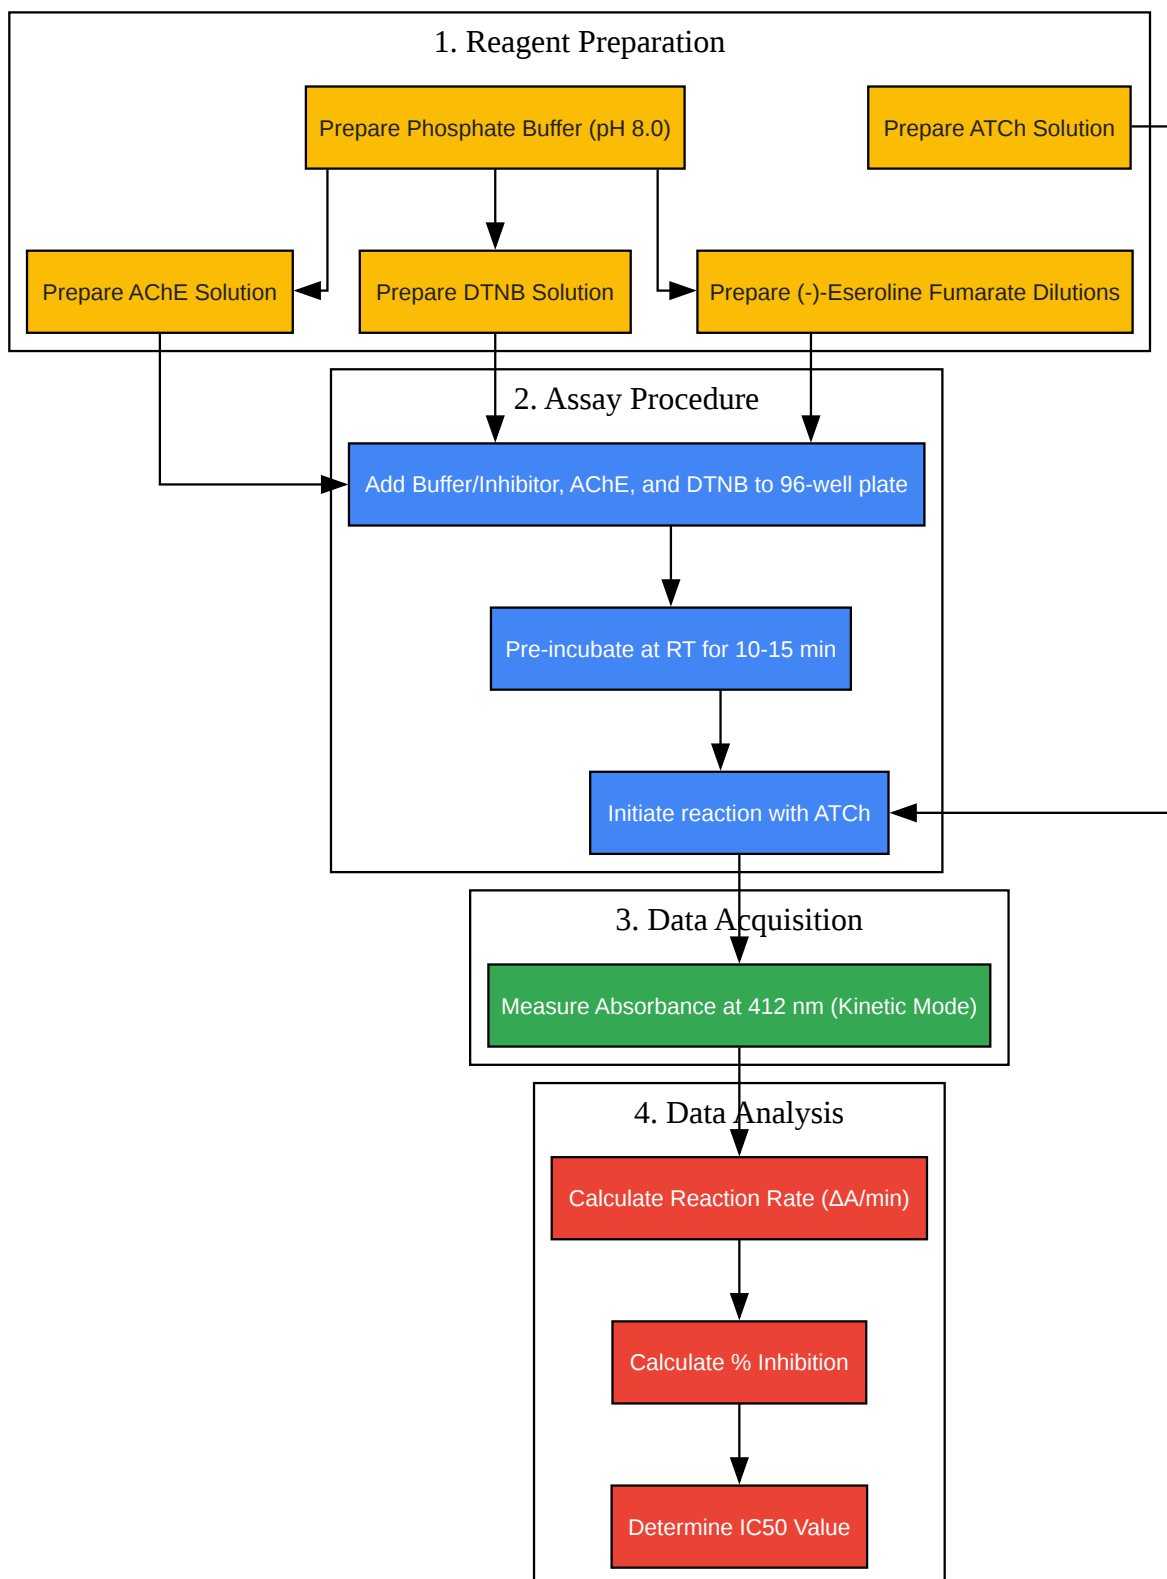 1. Reagent Preparation
Prepare Phosphate Buffer (pH 8.0)
Prepare ATCh Solution
Prepare AChE Solution
Prepare DTNB Solution
Prepare (-)-Eseroline Fumarate Dilutions
2. Assay Procedure
Add Buffer/Inhibitor, AChE, and DTNB to 96-well plate
Pre-incubate at RT for 10-15 min
Initiate reaction with ATCh
3. Data Acquisition
Measure Absorbance at 412 nm (Kinetic Mode)
4. Data Analysis
Calculate Reaction Rate (ΔA/min)
Calculate % Inhibition
Determine IC50 Value